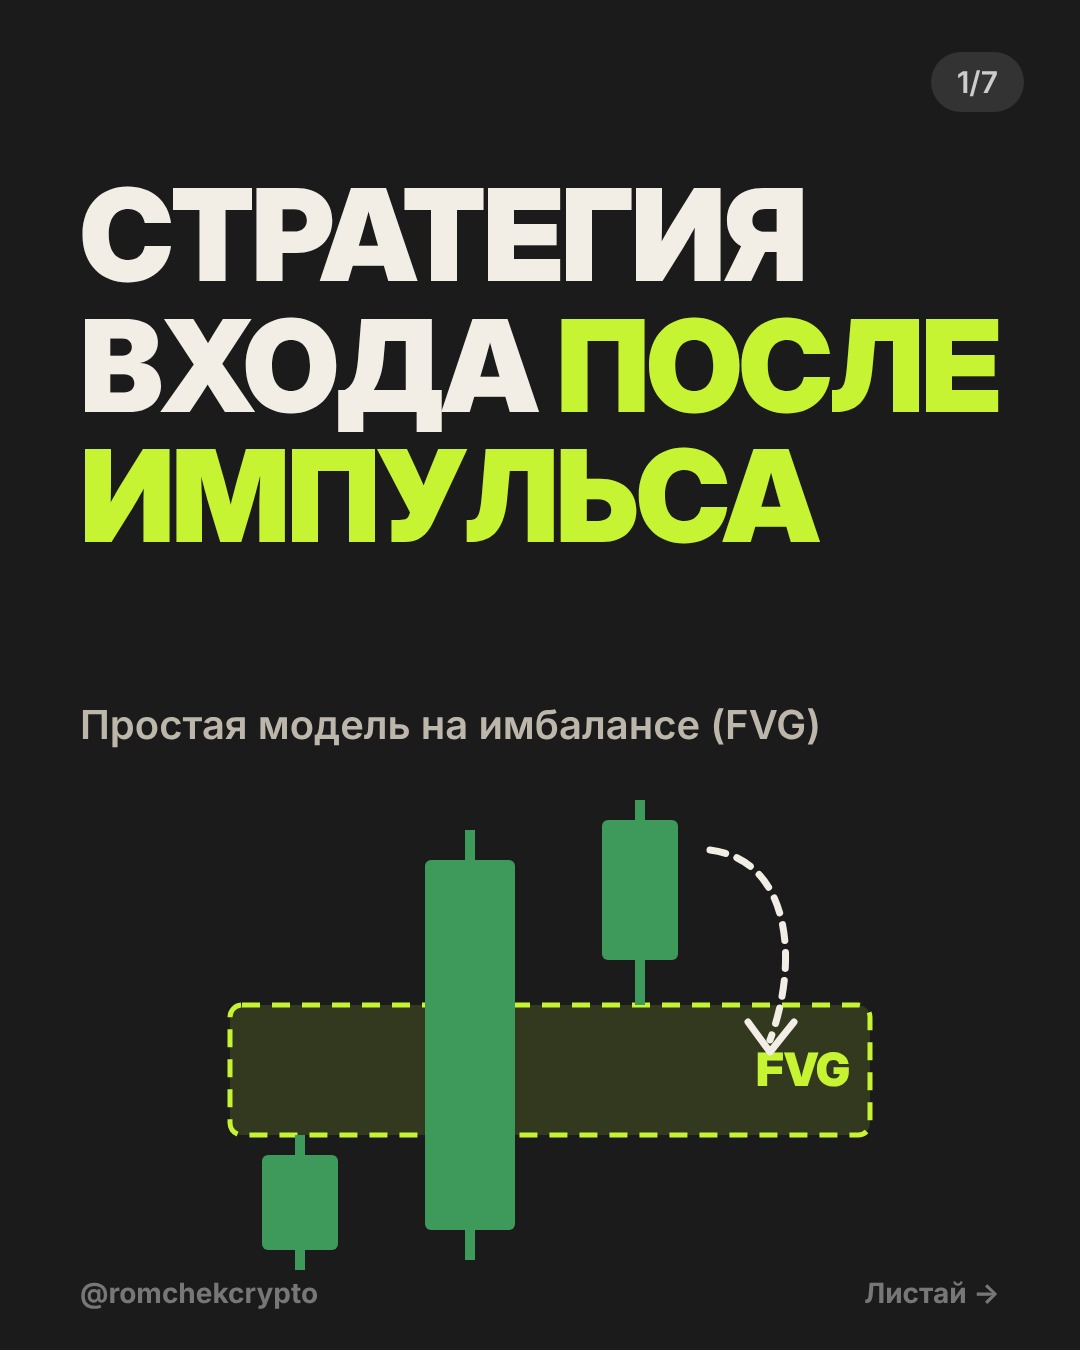 1/7
СТРАТЕГИЯ
ВХОДА ПОСЛЕ
ИМПУЛЬСА
Простая модель на имбалансе (FVG)
FVG
@romchekcrypto
Листай →